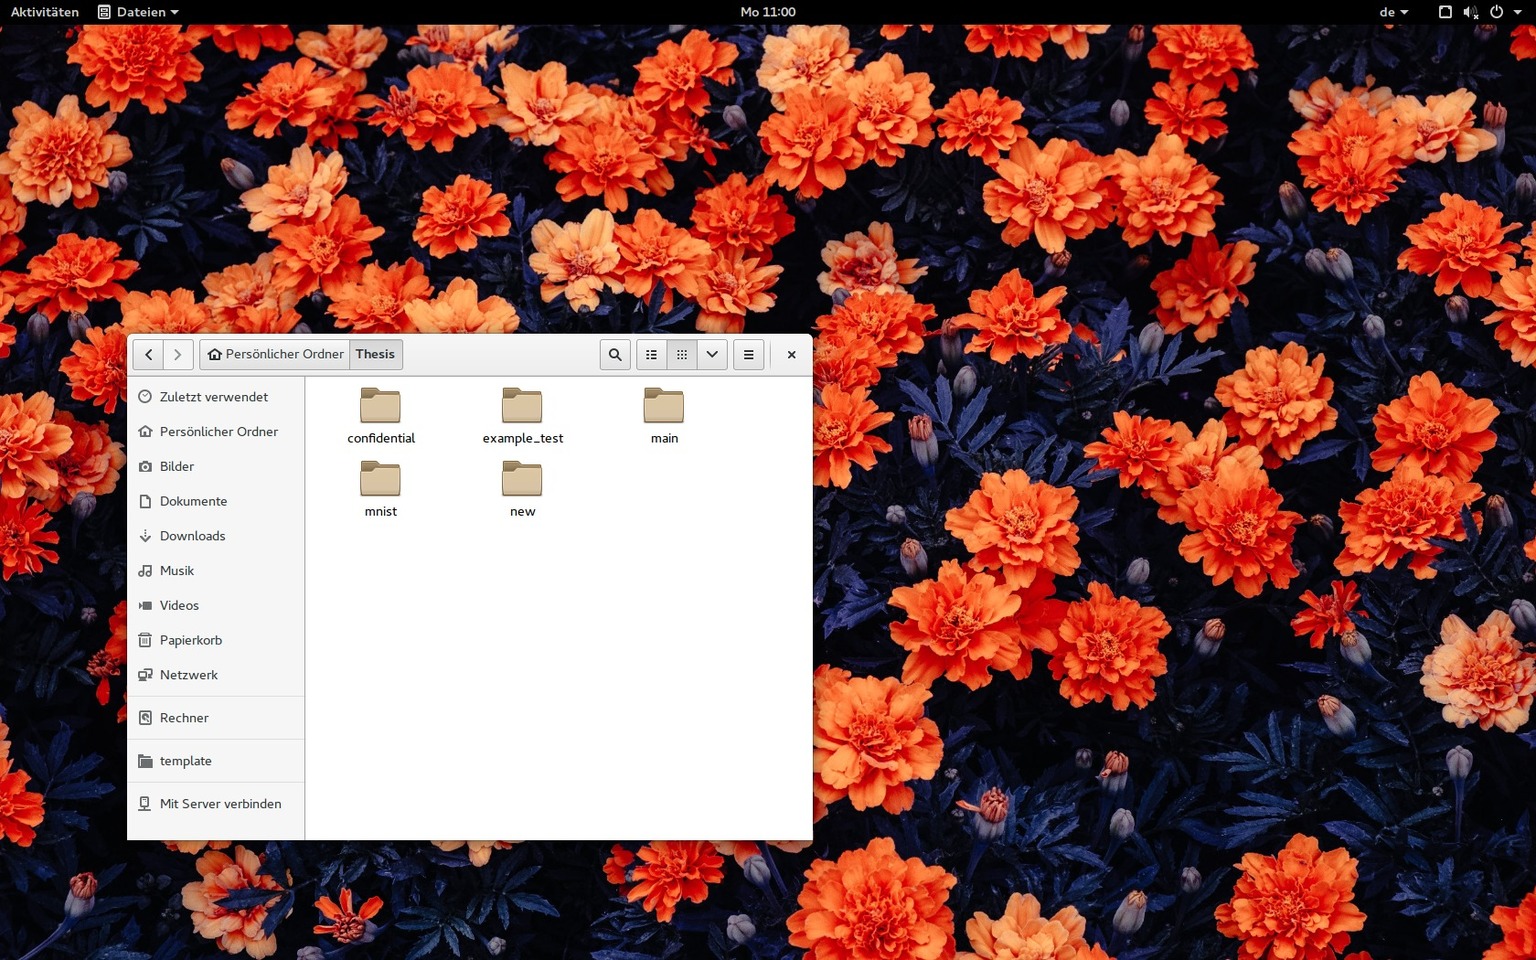 Aktivitäten Dateien Mo 11:00 de
Persönlicher Ordner Thesis
Zuletzt verwendet
Persönlicher Ordner
Bilder
Dokumente
Downloads
Musik
Videos
Papierkorb
Netzwerk
Rechner
template
Mit Server verbinden
confidential example_test main
mnist new